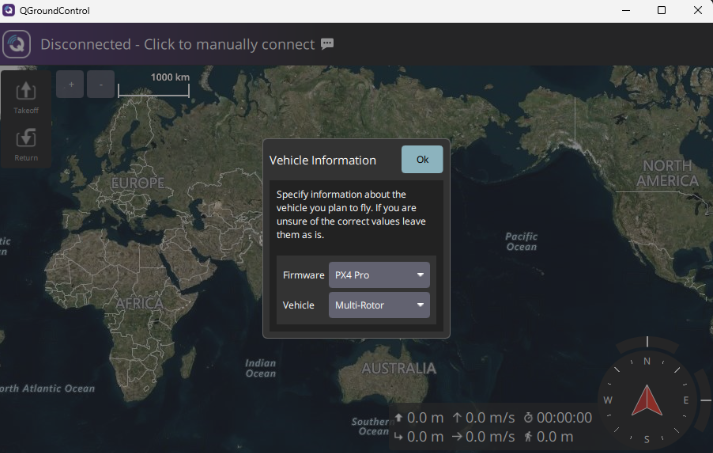 QGroundControl
Disconnected - Click to manually connect
Takeoff
Return
+
-
1000 km
EUROPE
AFRICA
NORTH
AMERICA
Pacific
Ocean
Indian
Ocean
AUSTRALIA
orth Atlantic Ocean
tic
n
Southern
Ocean
Vehicle Information
Ok
Specify information about the
vehicle you plan to fly. If you are
unsure of the correct values leave
them as is.
Firmware PX4 Pro
Vehicle Multi-Rotor
0.0 m 0.0 m/s 00:00:00
0.0 m 0.0 m/s 0.0 m
N
W E
S